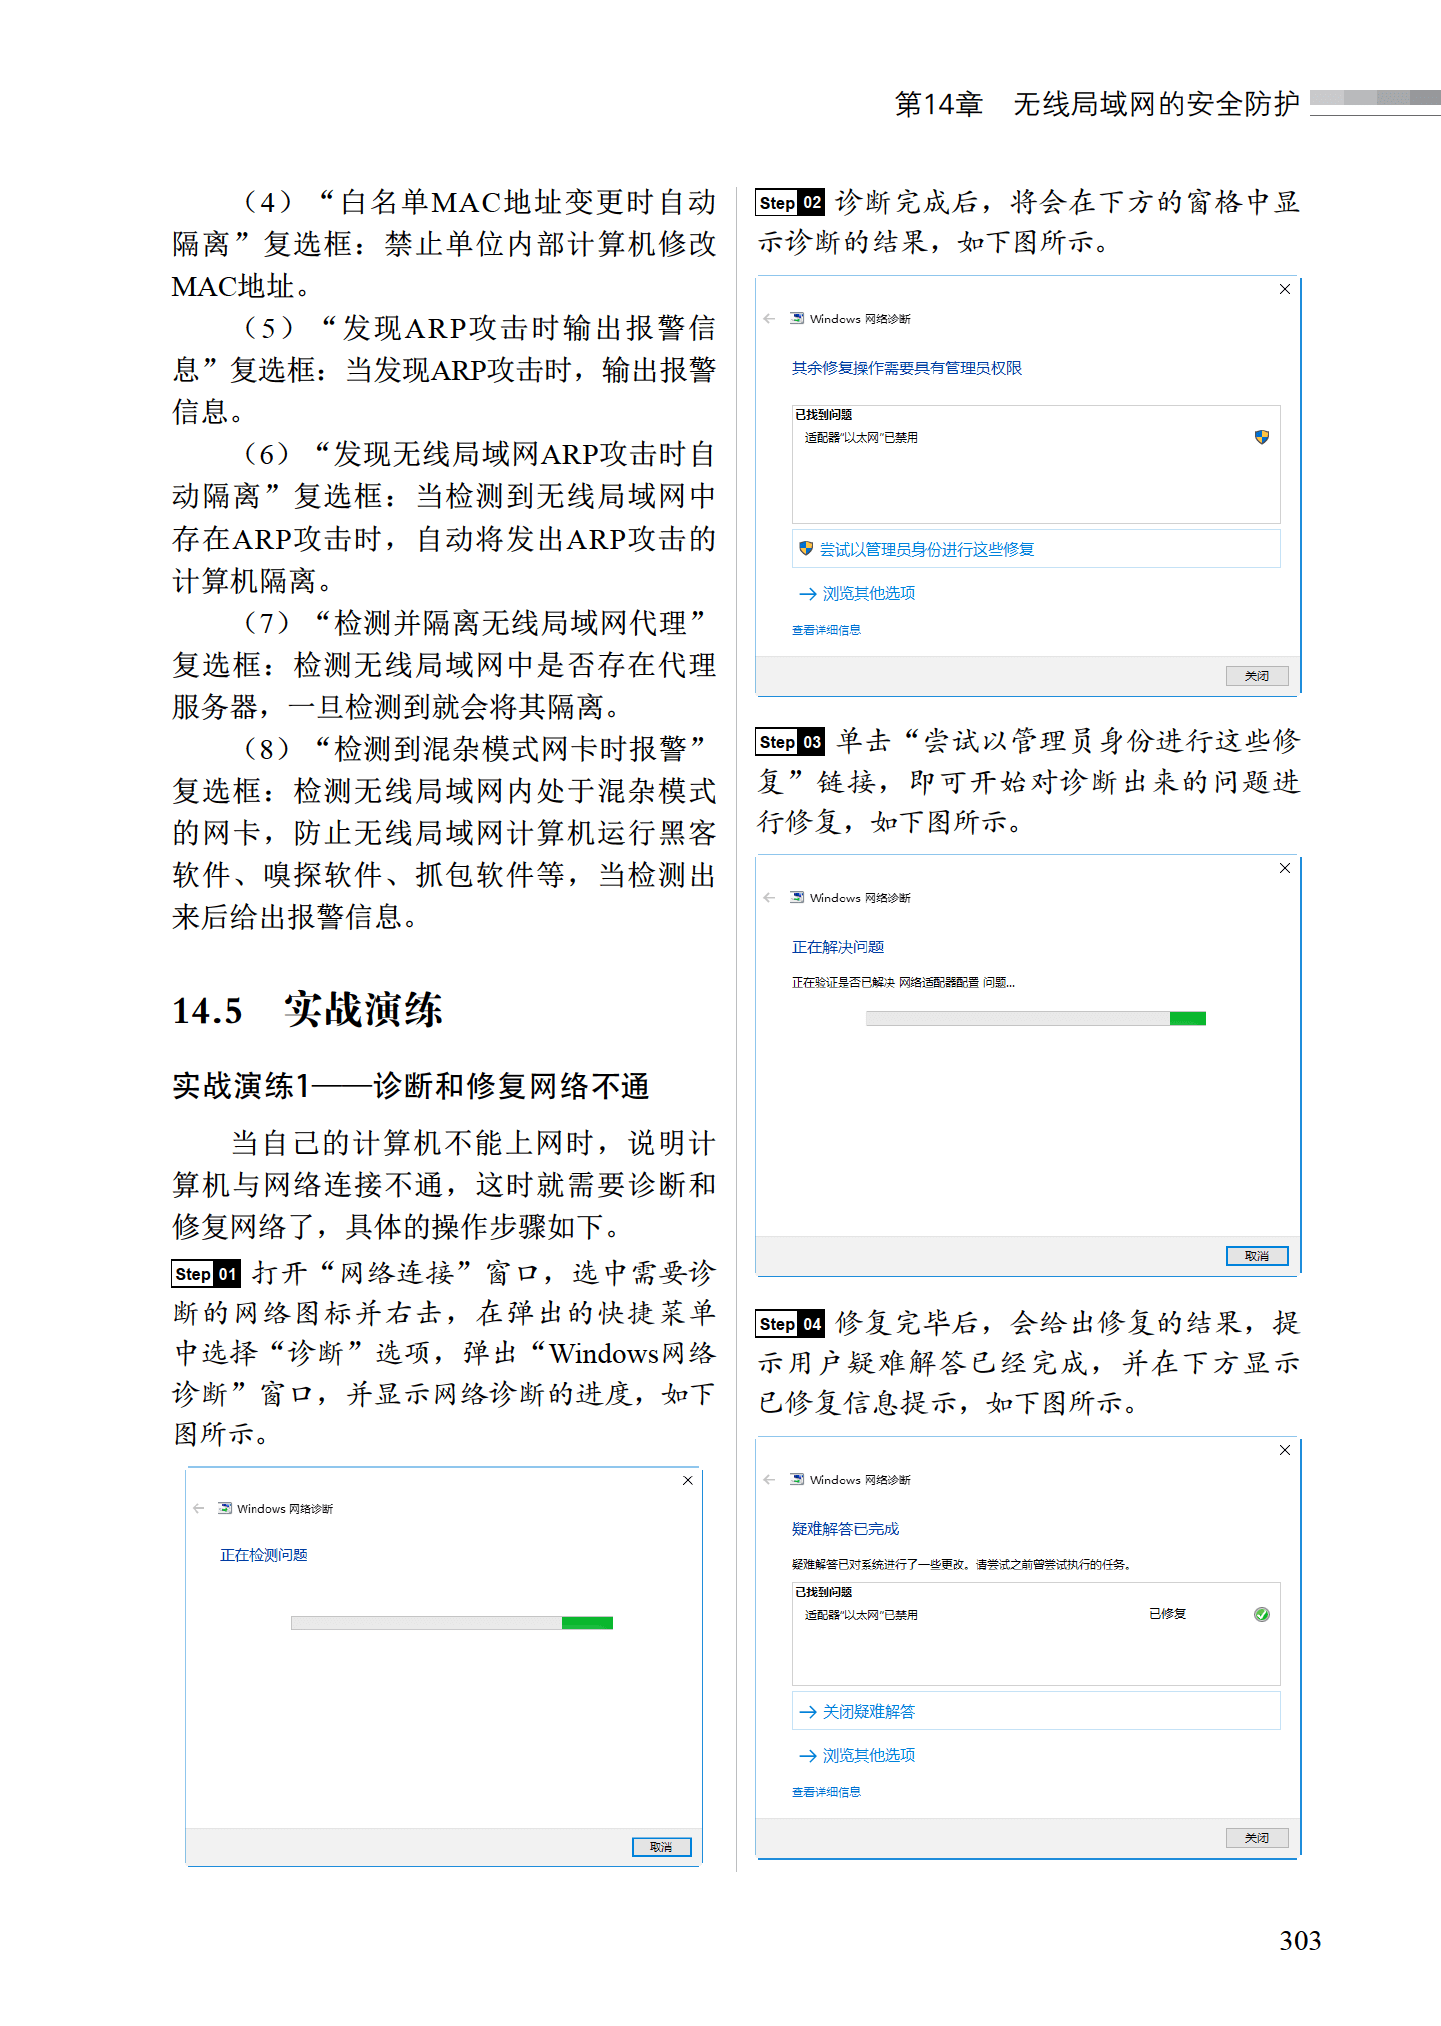 第14章 无线局域网的安全防护
（4）“白名单MAC地址变更时自动
隔离”复选框：禁止单位内部计算机修改
MAC地址。
（5）“发现ARP攻击时输出报警信
息”复选框：当发现ARP攻击时，输出报警
信息。
（6）“发现无线局域网ARP攻击时自
动隔离”复选框：当检测到无线局域网中
存在ARP攻击时，自动将发出ARP攻击的
计算机隔离。
（7）“检测并隔离无线局域网代理”
复选框：检测无线局域网中是否存在代理
服务器，一旦检测到就会将其隔离。
（8）“检测到混杂模式网卡时报警”
复选框：检测无线局域网内处于混杂模式
的网卡，防止无线局域网计算机运行黑客
软件、嗅探软件、抓包软件等，当检测出
来后给出报警信息。
14.5 实战演练
实战演练1——诊断和修复网络不通
当自己的计算机不能上网时，说明计
算机与网络连接不通，这时就需要诊断和
修复网络了，具体的操作步骤如下。
Step 01 打开“网络连接”窗口，选中需要诊
断的网络图标并右击，在弹出的快捷菜单
中选择“诊断”选项，弹出“Windows网络
诊断”窗口，并显示网络诊断的进度，如下
图所示。
Windows 网络诊断
正在检测问题
取消
Step 02 诊断完成后，将会在下方的窗格中显
示诊断的结果，如下图所示。
Windows 网络诊断
其余修复操作需要具有管理员权限
已找到问题
适配器"以太网"已禁用
尝试以管理员身份进行这些修复
浏览其他选项
查看详细信息
关闭
Step 03 单击“尝试以管理员身份进行这些修
复”链接，即可开始对诊断出来的问题进
行修复，如下图所示。
Windows 网络诊断
正在解决问题
正在验证是否已解决 网络适配器配置 问题...
取消
Step 04 修复完毕后，会给出修复的结果，提
示用户疑难解答已经完成，并在下方显示
已修复信息提示，如下图所示。
Windows 网络诊断
疑难解答已完成
疑难解答已对系统进行了一些更改。请尝试之前曾尝试执行的任务。
已找到问题
适配器"以太网"已禁用 已修复
关闭疑难解答
浏览其他选项
查看详细信息
关闭
303